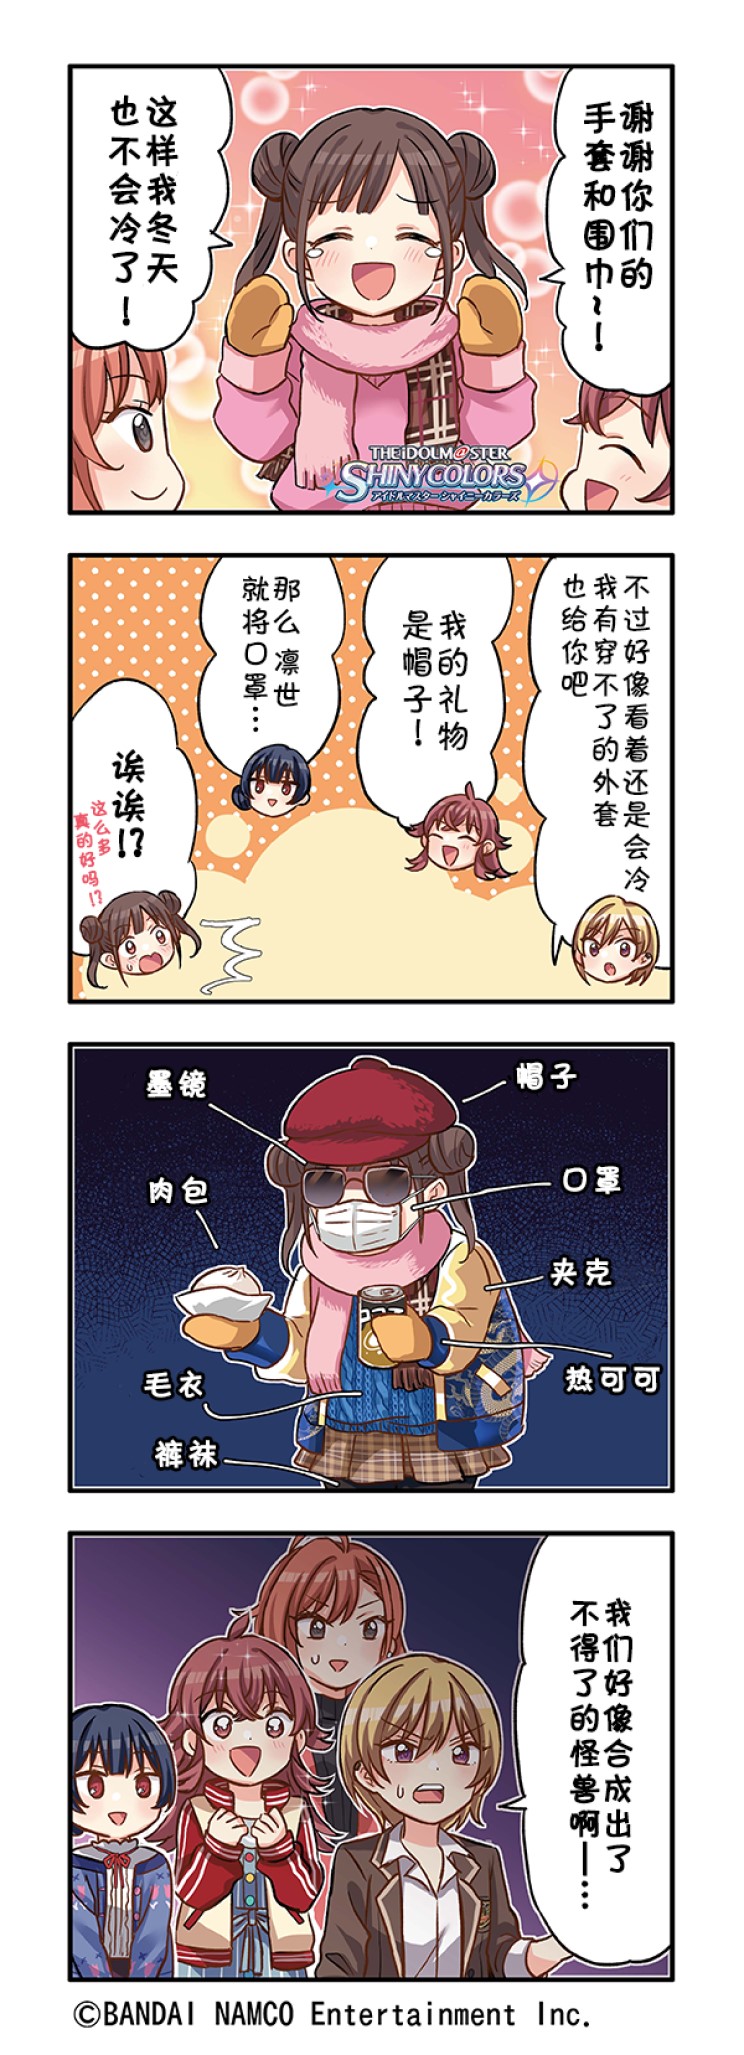 谢谢你们的
手套和围巾~！
这样我冬天
也不会冷了！
THE iDOLM@STER
SHINY COLORS
アイドルマスター シャイニーカラーズ
不过好像看着还是会冷
我有穿不了的外套
也给你吧
我的礼物
是帽子！
那么凛世
就将口罩…
诶诶!?
这么多
真的好吗!?
墨镜
帽子
肉包
口罩
夹克
毛衣
热可可
裤袜
我们好像合成出了
不得了的怪兽啊——…
©BANDAI NAMCO Entertainment Inc.